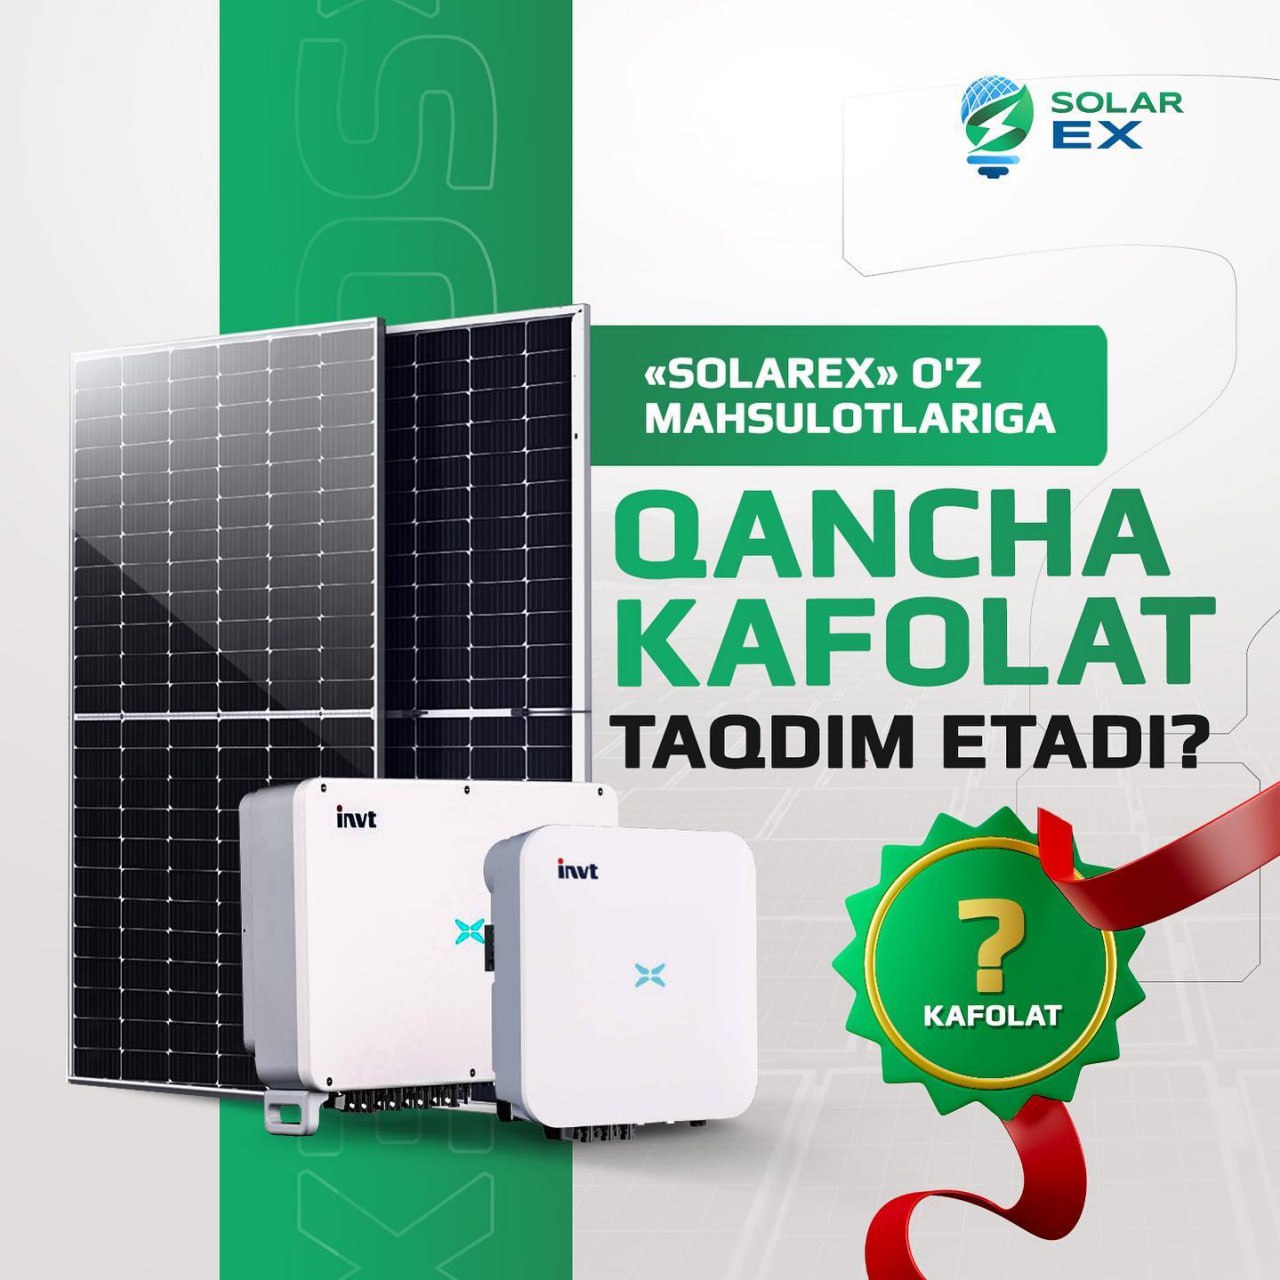 SOLAR
EX
«SOLAREX» O'Z
MAHSULOTLARIGA
QANCHA
KAFOLAT
TAQDIM ETADI?
invt
invt
?
KAFOLAT